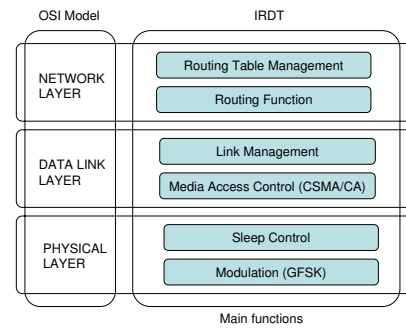 OSI Model
IRDT
NETWORK
LAYER
Routing Table Management
Routing Function
DATA LINK
LAYER
Link Management
Media Access Control (CSMA/CA)
PHYSICAL
LAYER
Sleep Control
Modulation (GFSK)
Main functions